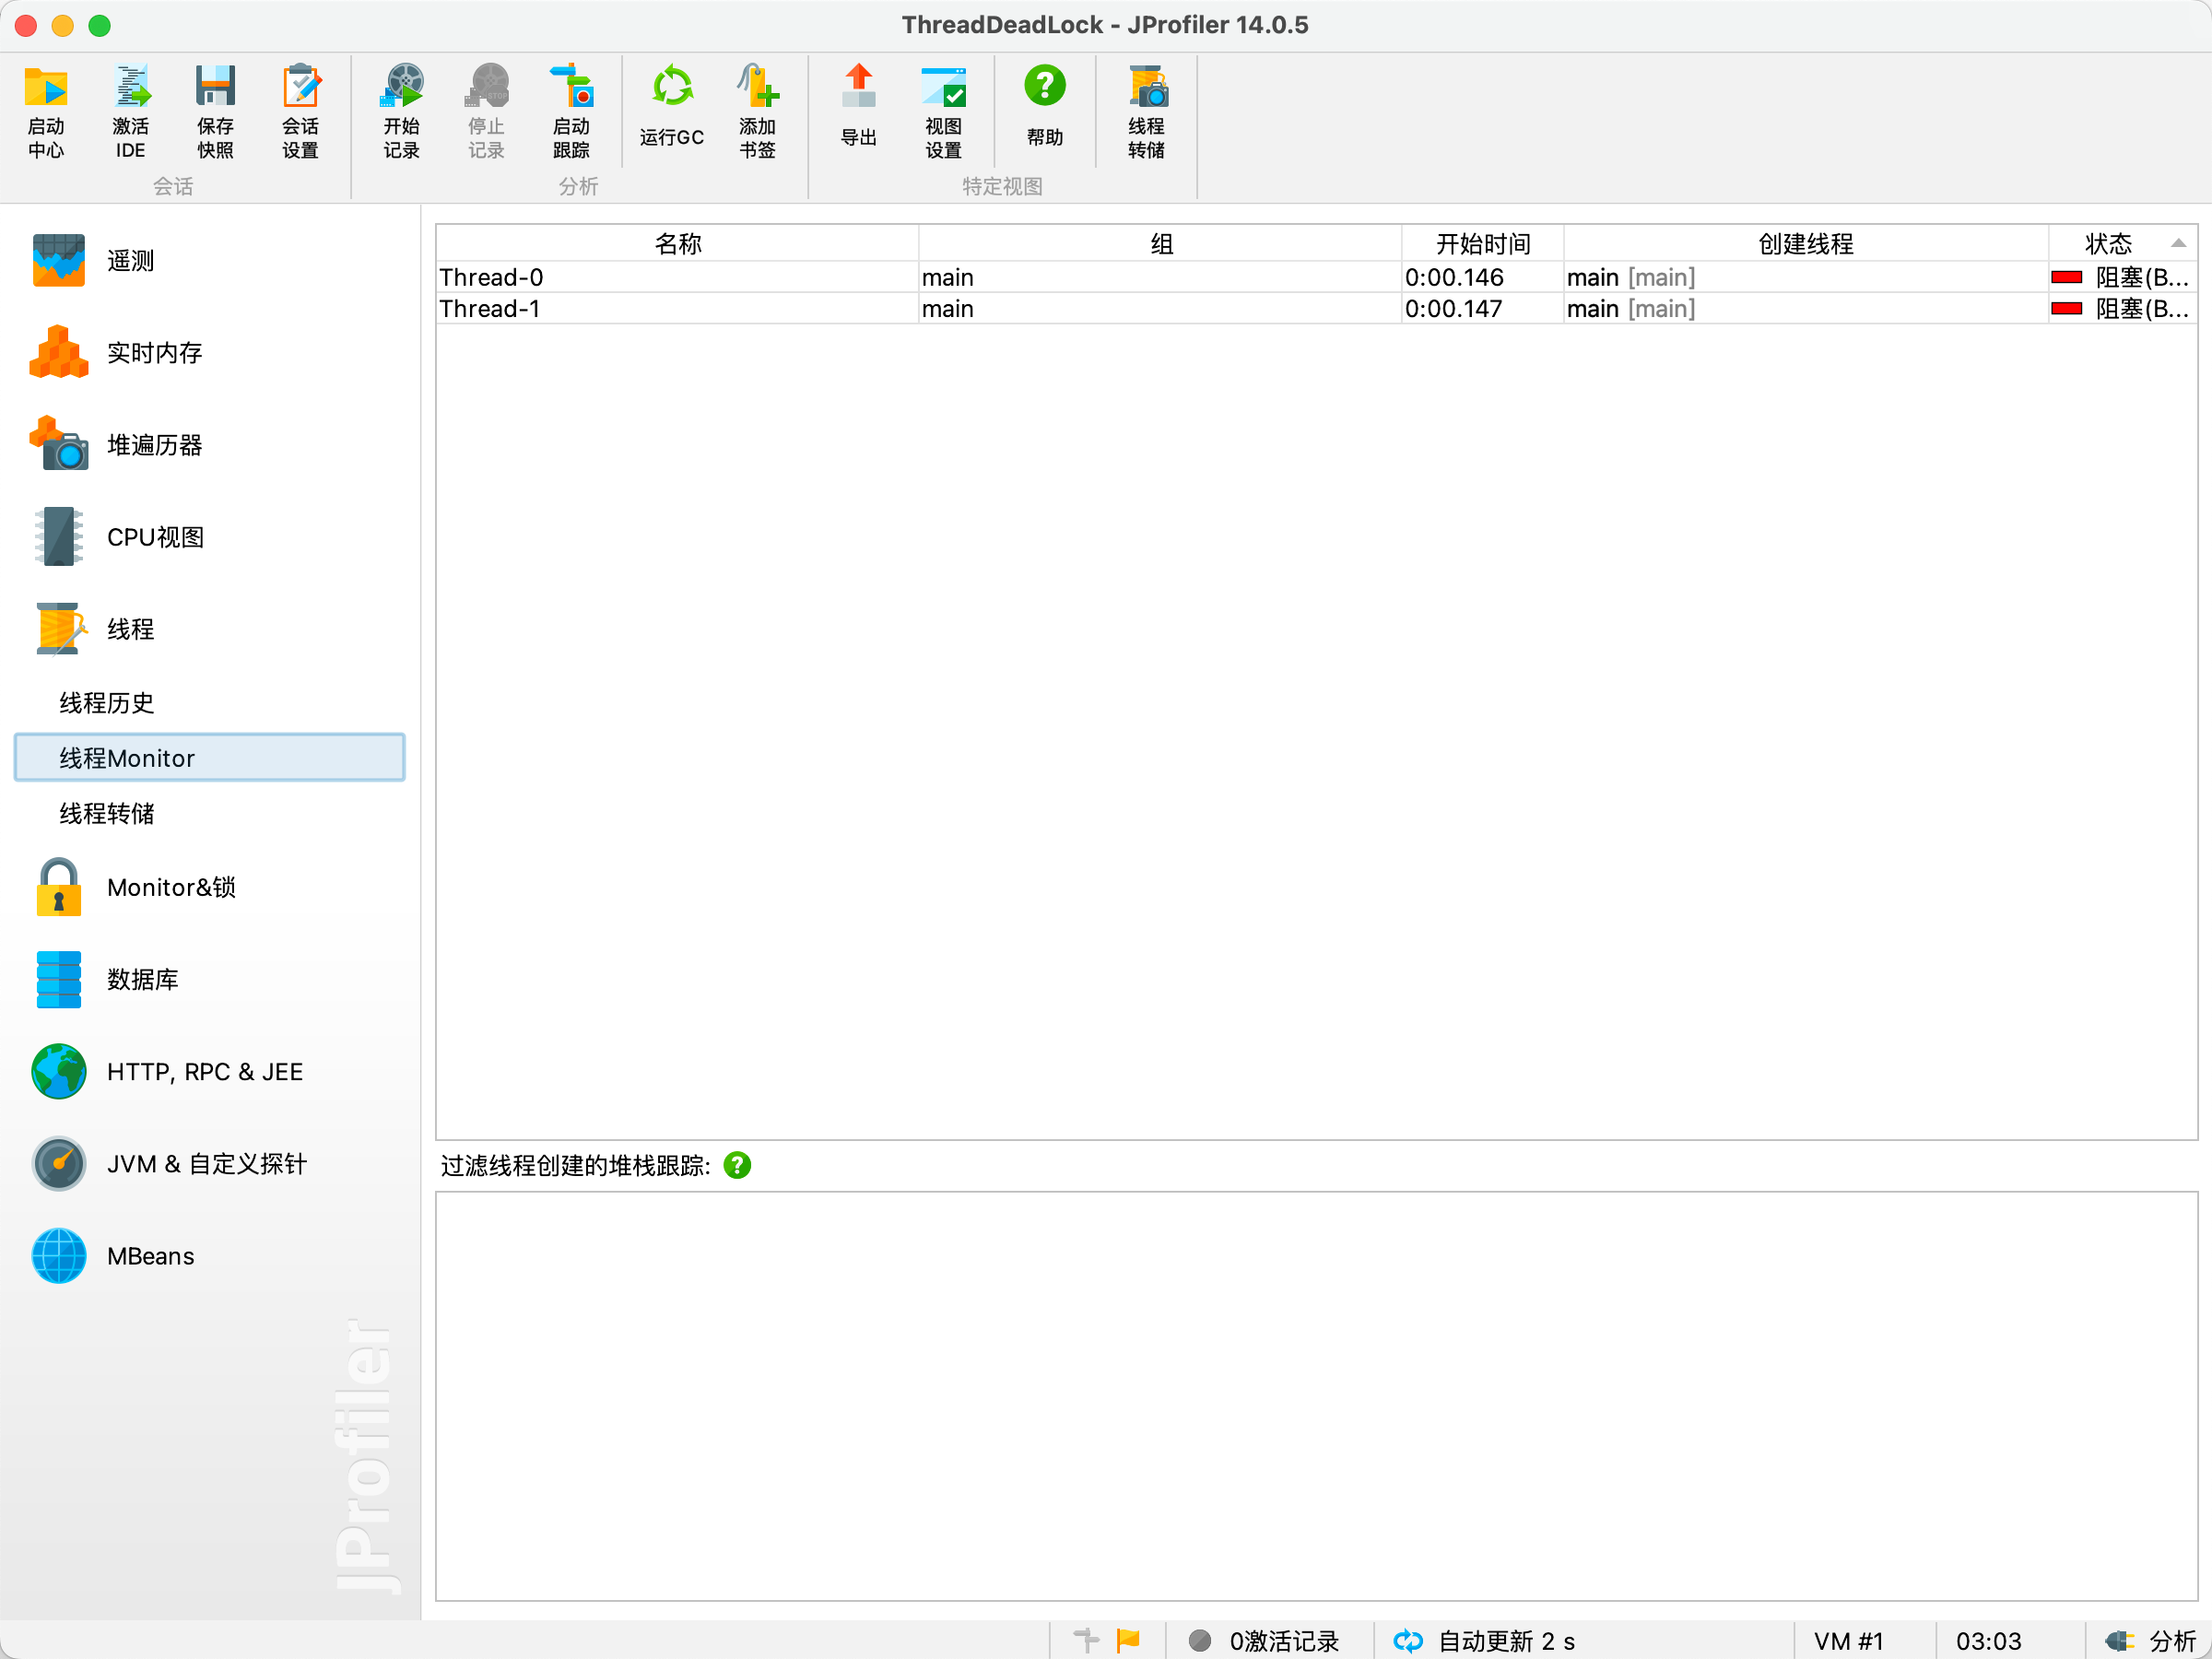 ThreadDeadLock - JProfiler 14.0.5
启动中心
激活IDE
保存快照
会话设置
开始记录
停止记录
启动跟踪
运行GC
添加书签
导出
视图设置
帮助
线程转储
会话
分析
特定视图
遥测
实时内存
堆遍历器
CPU视图
线程
线程历史
线程Monitor
线程转储
Monitor&锁
数据库
HTTP, RPC & JEE
JVM & 自定义探针
MBeans
JProfiler
名称 组 开始时间 创建线程 状态
Thread-0 main 0:00.146 main [main] 阻塞(B...
Thread-1 main 0:00.147 main [main] 阻塞(B...
过滤线程创建的堆栈跟踪: ?
0激活记录 自动更新 2 s VM #1 03:03 分析